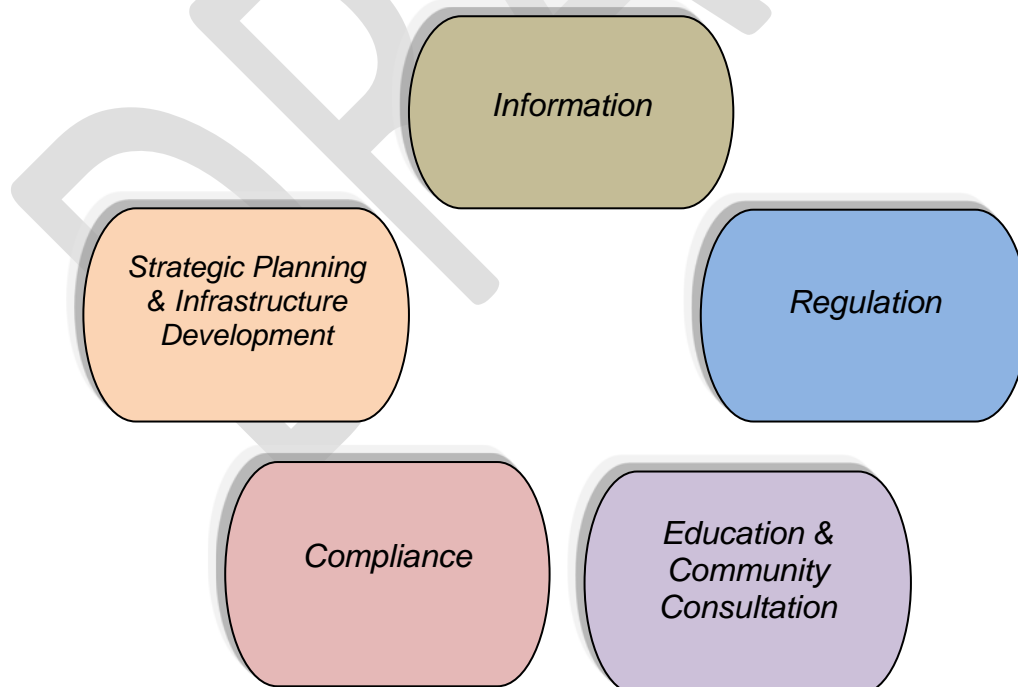 Information
Strategic Planning
& Infrastructure
Development
Regulation
Compliance
Education &
Community
Consultation